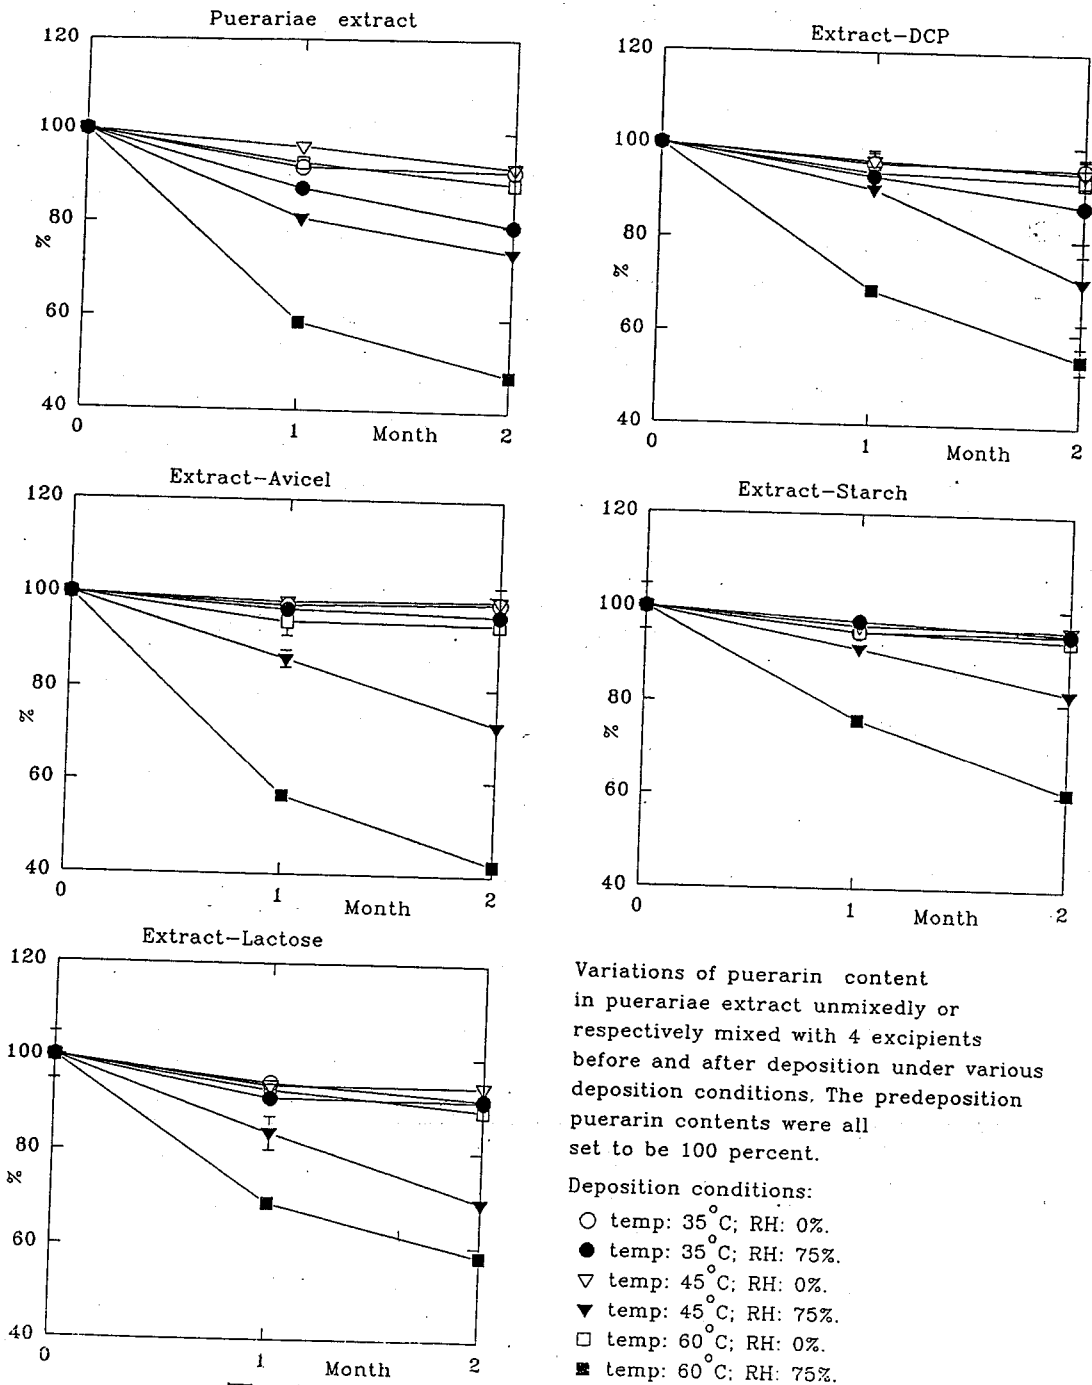 Puerariae extract
120
100
80
%
60
40
0
1
Month
2
Extract-DCP
120
100
80
%
60
40
0
1
Month
2
Extract-Avicel
120
100
80
%
60
40
0
1
Month
2
Extract-Starch
120
100
80
%
60
40
0
1
Month
2
Extract-Lactose
120
100
80
%
60
40
0
1
Month
2
Variations of puerarin content
in puerariae extract unmixedly or
respectively mixed with 4 excipients
before and after deposition under various
deposition conditions. The predeposition
puerarin contents were all
set to be 100 percent.
Deposition conditions:
○ temp: 35°C; RH: 0%.
● temp: 35°C; RH: 75%.
▽ temp: 45°C; RH: 0%.
▼ temp: 45°C; RH: 75%.
□ temp: 60°C; RH: 0%.
■ temp: 60°C; RH: 75%.